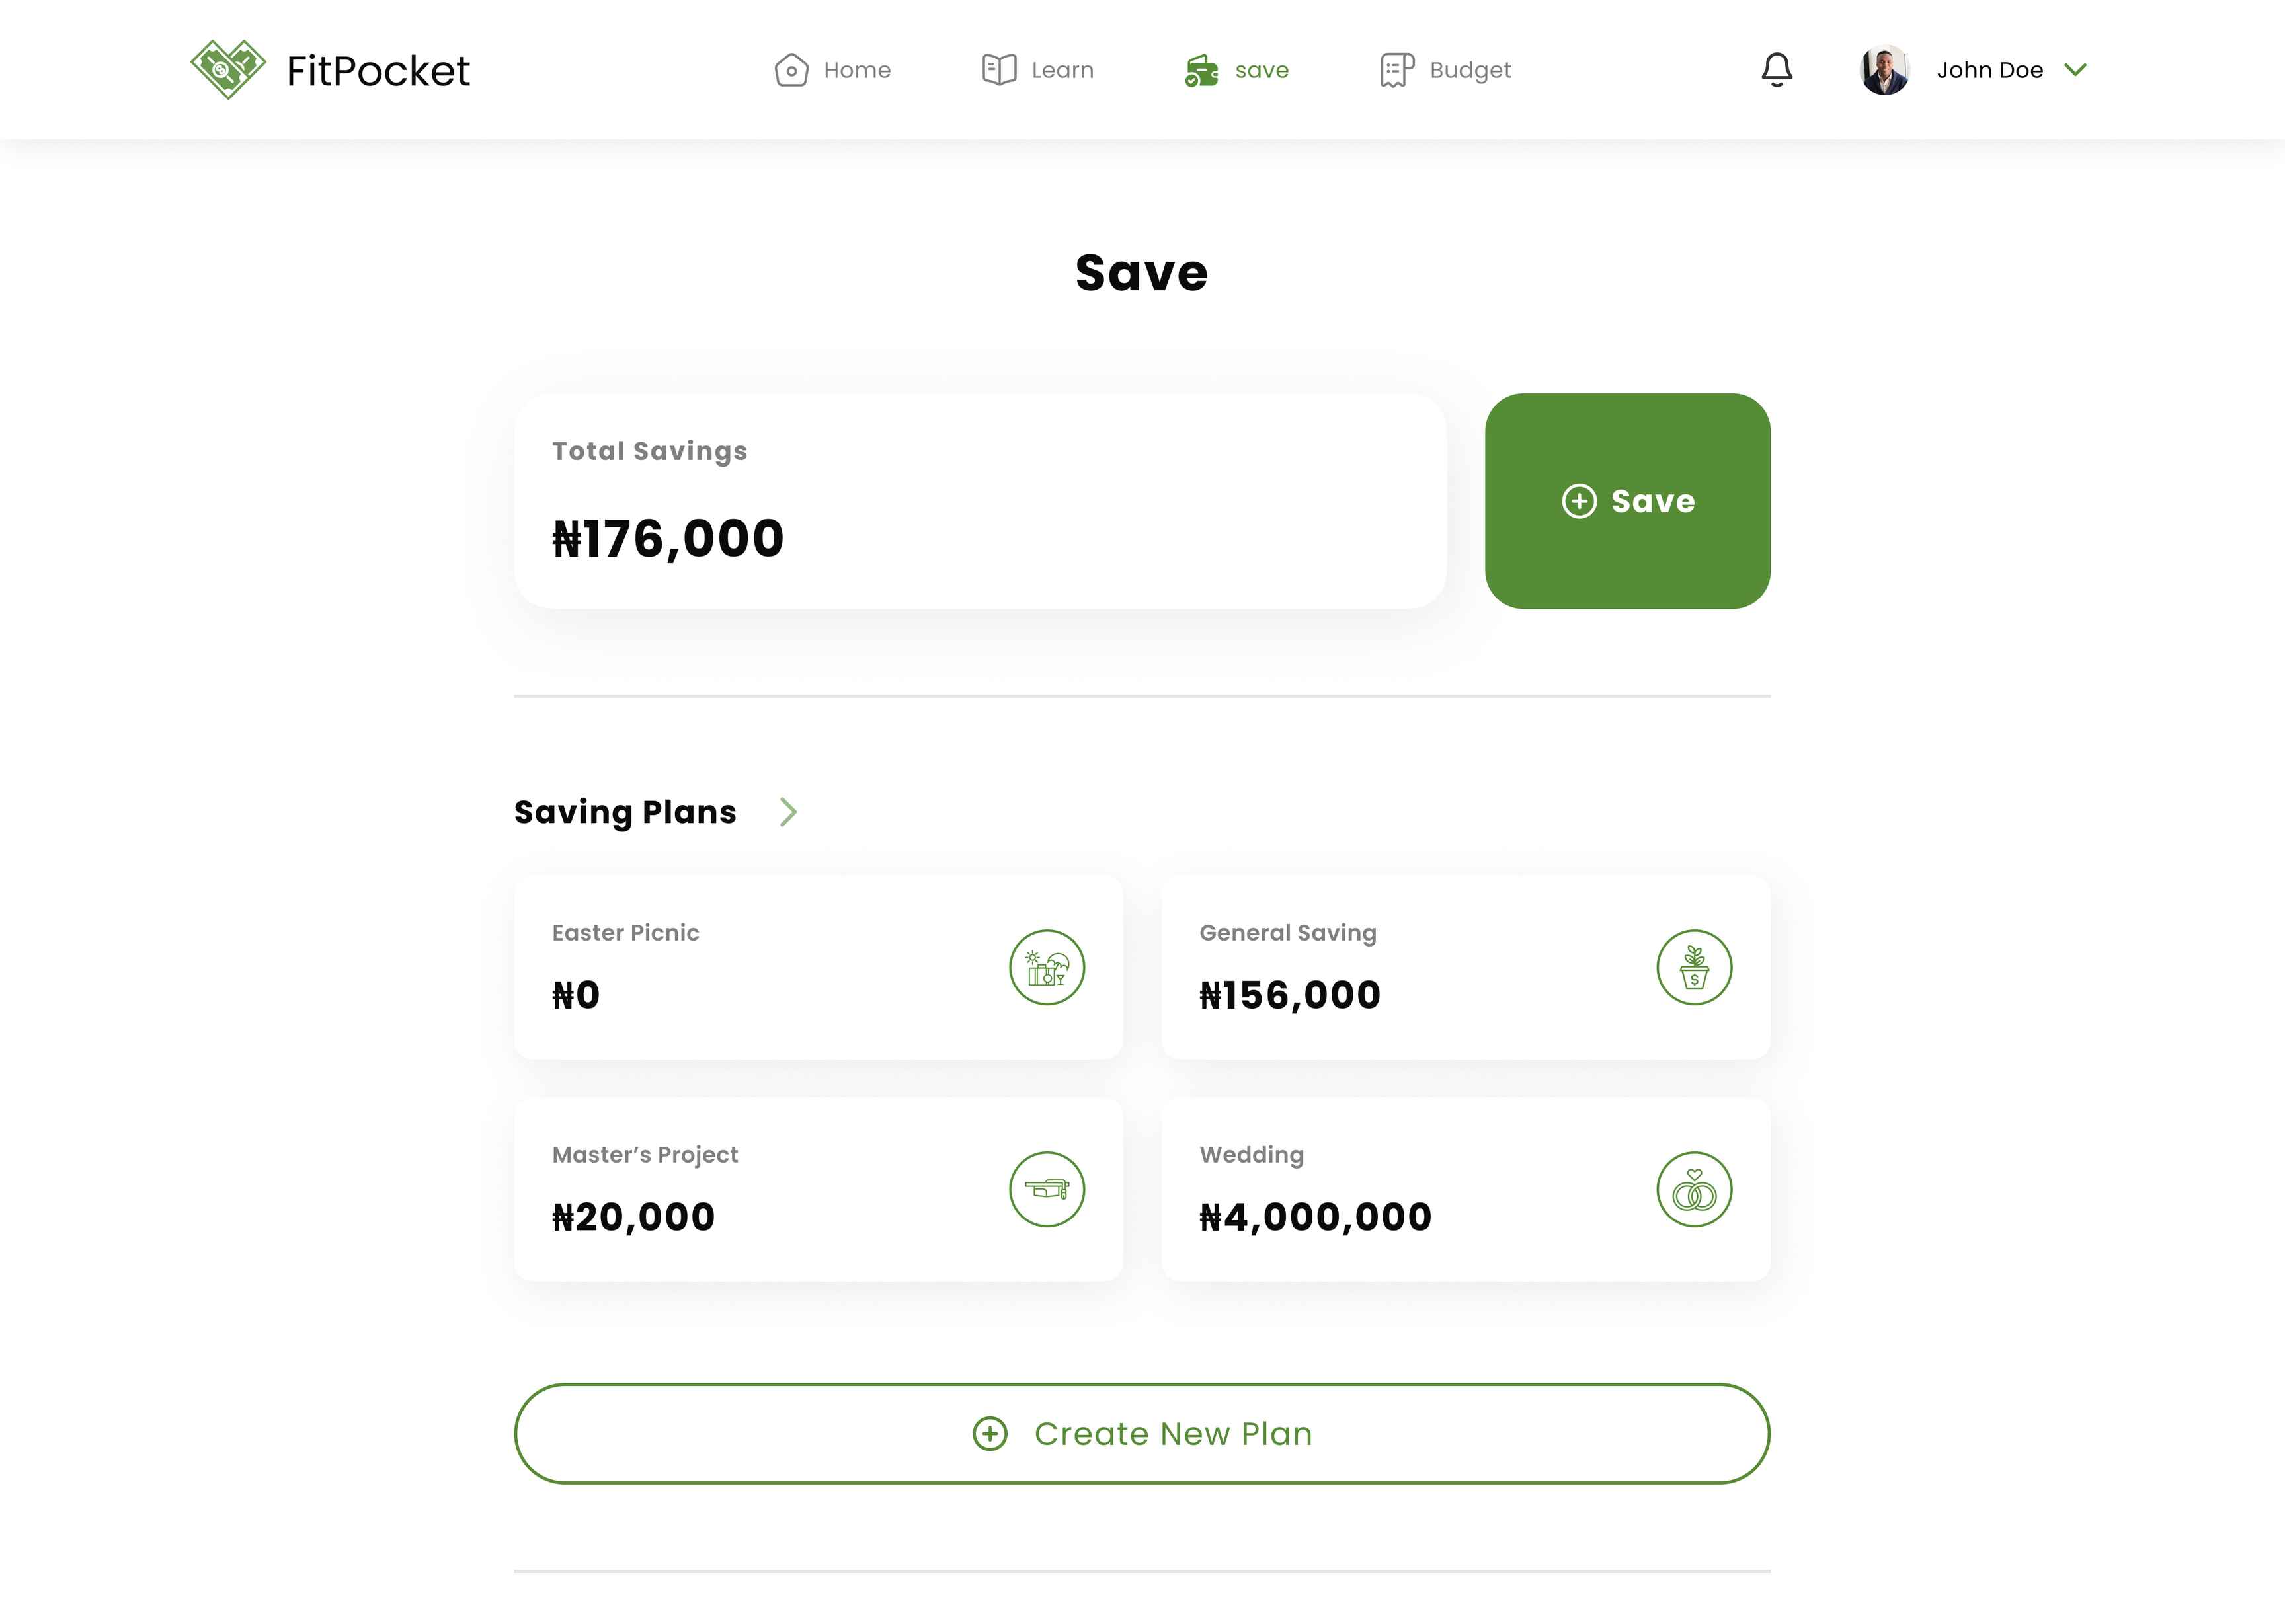 FitPocket
Home
Learn
save
Budget
John Doe
Save
Total Savings
₦176,000
Save
Saving Plans
Easter Picnic
₦0
General Saving
₦156,000
Master’s Project
₦20,000
Wedding
₦4,000,000
Create New Plan